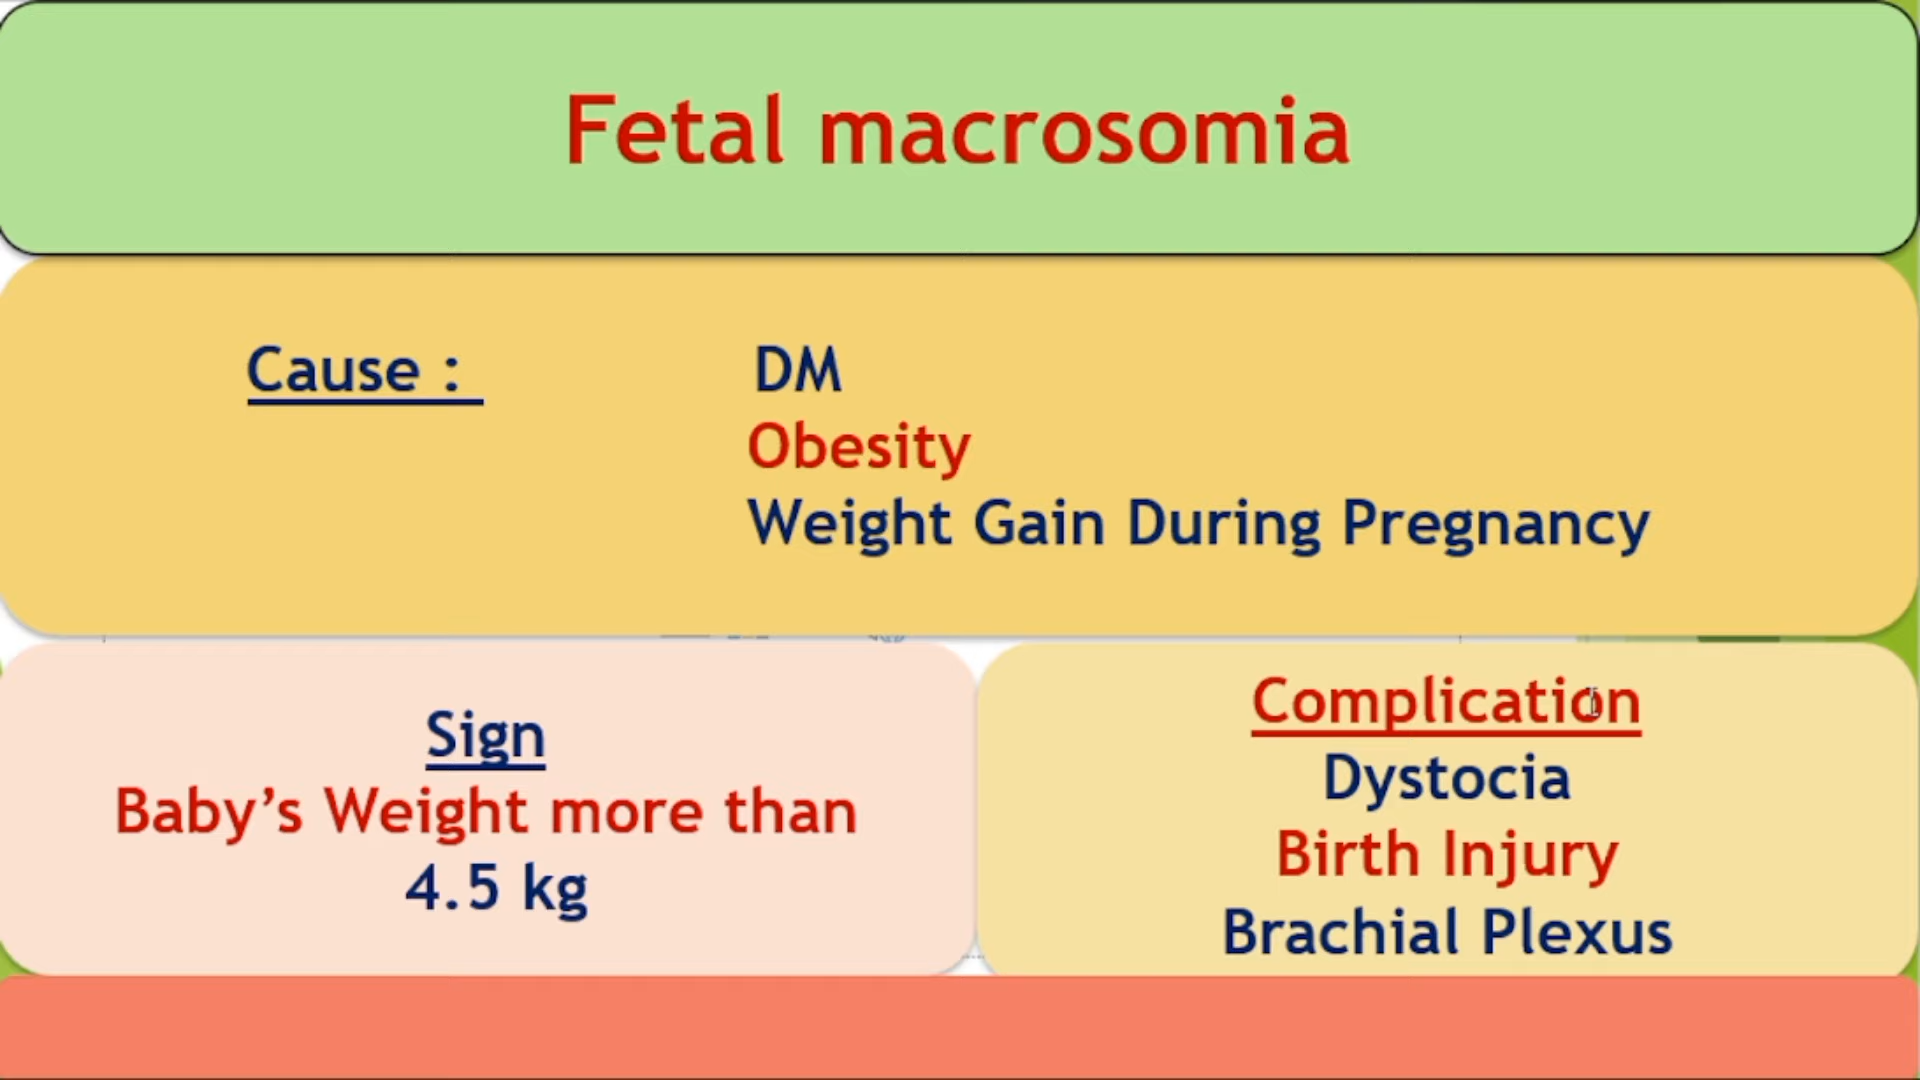 Fetal macrosomia
Cause : DM
Obesity
Weight Gain During Pregnancy
Sign
Baby’s Weight more than
4.5 kg
Complication
Dystocia
Birth Injury
Brachial Plexus